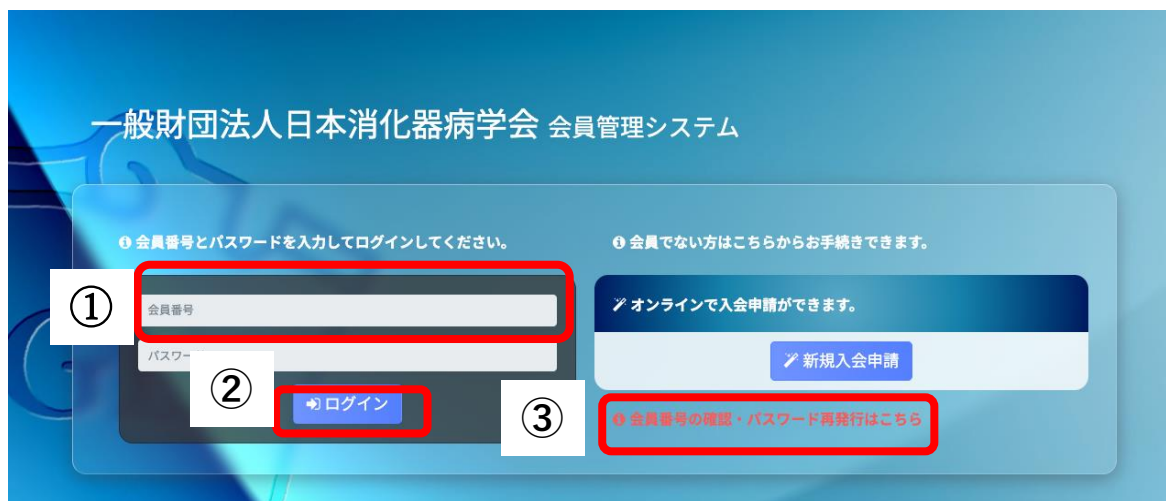 一般財団法人日本消化器病学会 会員管理システム
会員番号とパスワードを入力してログインしてください。
①
会員番号
パスワー
②
ログイン
会員でない方はこちらからお手続きできます。
オンラインで入会申請ができます。
新規入会申請
③
会員番号の確認・パスワード再発行はこちら